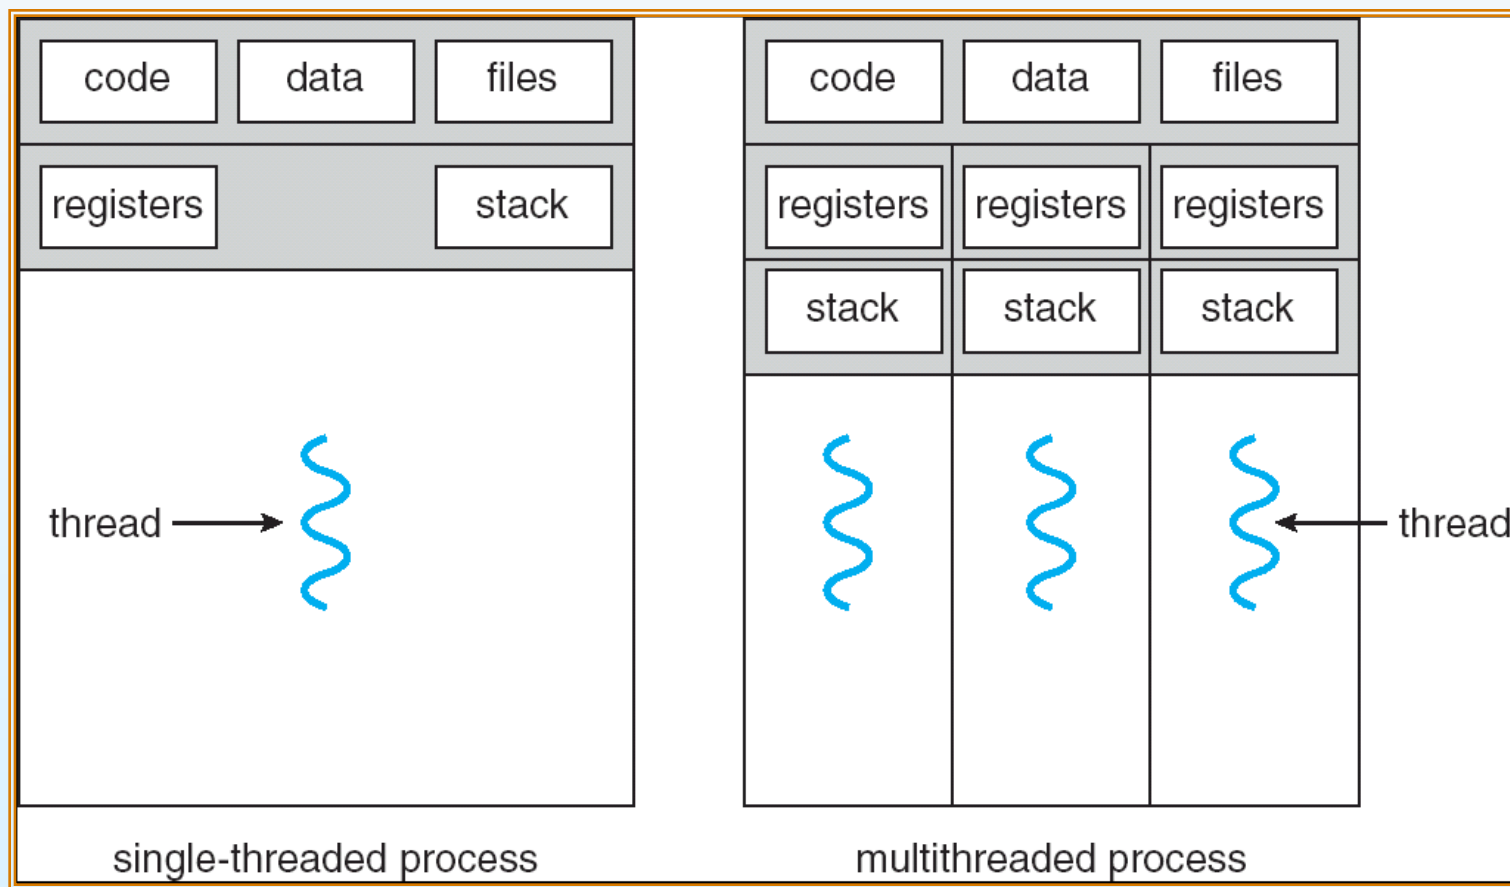 code data files
registers stack
thread
single-threaded process
code data files
registers registers registers
stack stack stack
thread
multithreaded process